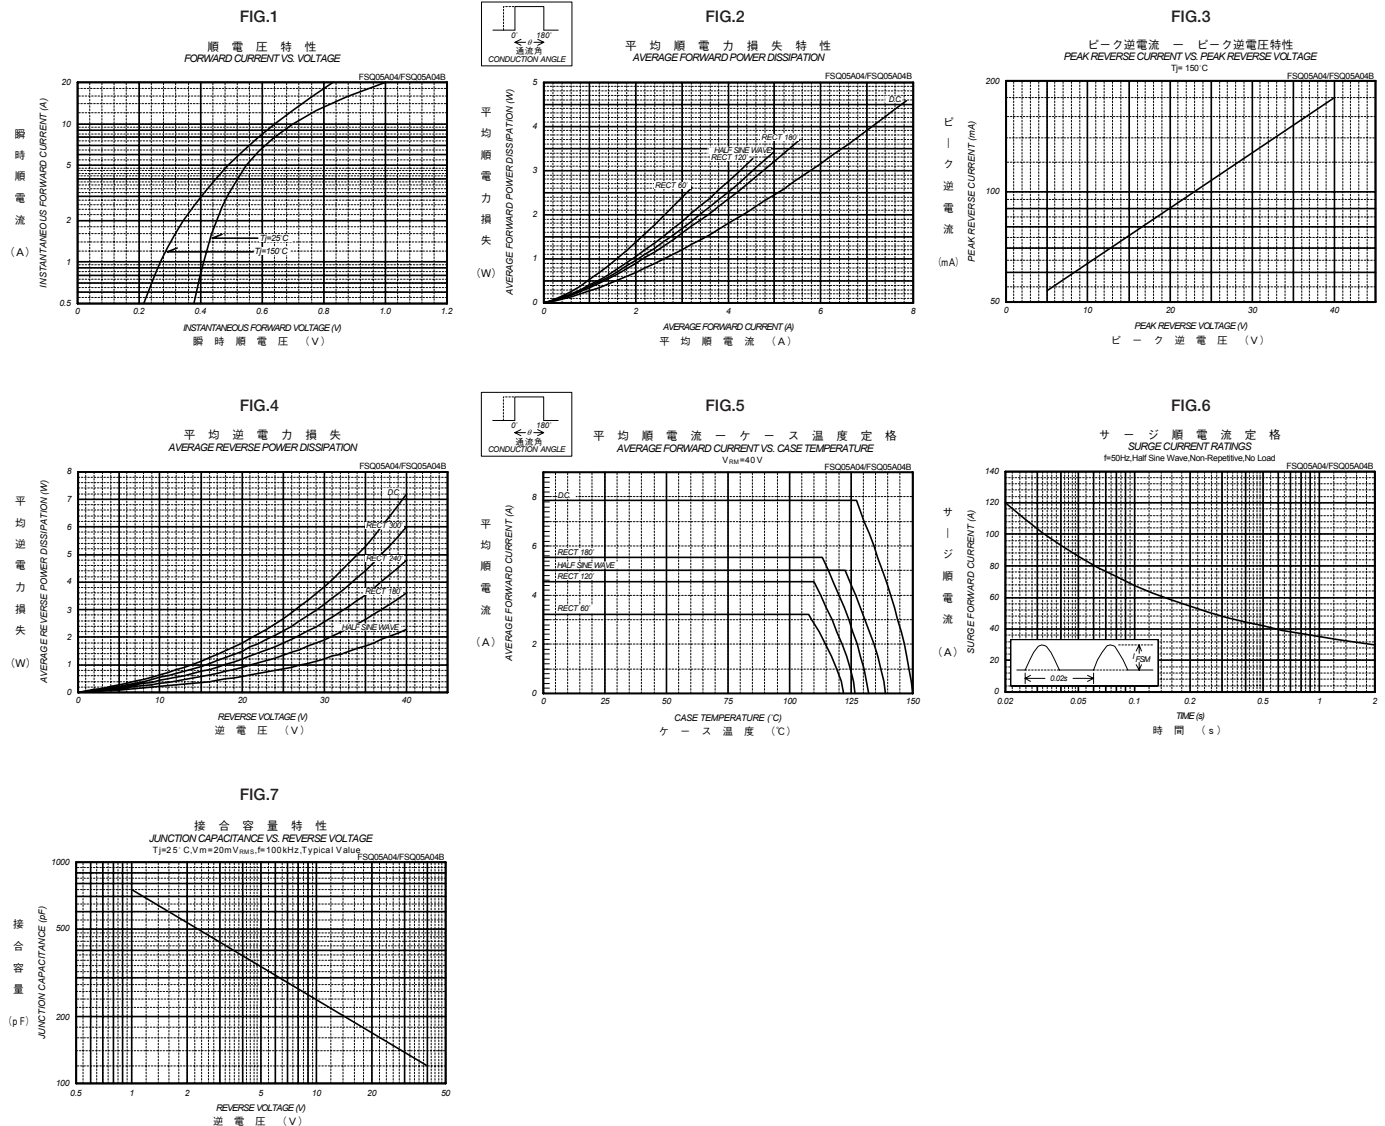 FIG.1
順電圧特性
FORWARD CURRENT VS. VOLTAGE
FSQ05A04/FSQ05A04B
瞬時順電流 (A)
INSTANTANEOUS FORWARD CURRENT (A)
20
10
5
2
1
0.5
Tj=25°C
Tj=150°C
0 0.2 0.4 0.6 0.8 1.0 1.2
INSTANTANEOUS FORWARD VOLTAGE (V)
瞬時順電圧 (V)
0° 180°
θ
通流角
CONDUCTION ANGLE
FIG.2
平均順電力損失特性
AVERAGE FORWARD POWER DISSIPATION
FSQ05A04/FSQ05A04B
平均順電力損失 (W)
AVERAGE FORWARD POWER DISSIPATION (W)
5
4
3
2
1
0
D.C.
RECT 180°
HALF SINE WAVE
RECT 120°
RECT 60°
0 2 4 6 8
AVERAGE FORWARD CURRENT (A)
平均順電流 (A)
FIG.3
ピーク逆電流 ー ピーク逆電圧特性
PEAK REVERSE CURRENT VS. PEAK REVERSE VOLTAGE
Tj= 150°C
FSQ05A04/FSQ05A04B
ピーク逆電流 (mA)
PEAK REVERSE CURRENT (mA)
200
100
50
0 10 20 30 40
PEAK REVERSE VOLTAGE (V)
ピーク逆電圧 (V)
FIG.4
平均逆電力損失
AVERAGE REVERSE POWER DISSIPATION
FSQ05A04/FSQ05A04B
平均逆電力損失 (W)
AVERAGE REVERSE POWER DISSIPATION (W)
8
7
6
5
4
3
2
1
0
D.C.
RECT 300°
RECT 240°
RECT 180°
HALF SINE WAVE
0 10 20 30 40
REVERSE VOLTAGE (V)
逆電圧 (V)
0° 180°
θ
通流角
CONDUCTION ANGLE
FIG.5
平均順電流ーケース温度定格
AVERAGE FORWARD CURRENT VS. CASE TEMPERATURE
VRM=40V
FSQ05A04/FSQ05A04B
平均順電流 (A)
AVERAGE FORWARD CURRENT (A)
8
6
4
2
0
D.C.
RECT 180°
HALF SINE WAVE
RECT 120°
RECT 60°
0 25 50 75 100 125 150
CASE TEMPERATURE (°C)
ケース温度 (℃)
FIG.6
サージ順電流定格
SURGE CURRENT RATINGS
f=50Hz,Half Sine Wave,Non-Repetitive,No Load
FSQ05A04/FSQ05A04B
サージ順電流 (A)
SURGE FORWARD CURRENT (A)
140
120
100
80
60
40
20
0
IFSM
0.02s
0.02 0.05 0.1 0.2 0.5 1 2
TIME (s)
時間 (s)
FIG.7
接合容量特性
JUNCTION CAPACITANCE VS. REVERSE VOLTAGE
Tj=25°C,Vm=20mVRMS,f=100kHz,Typical Value
FSQ05A04/FSQ05A04B
接合容量 (pF)
JUNCTION CAPACITANCE (pF)
1000
500
200
100
0.5 1 2 5 10 20 50
REVERSE VOLTAGE (V)
逆電圧 (V)